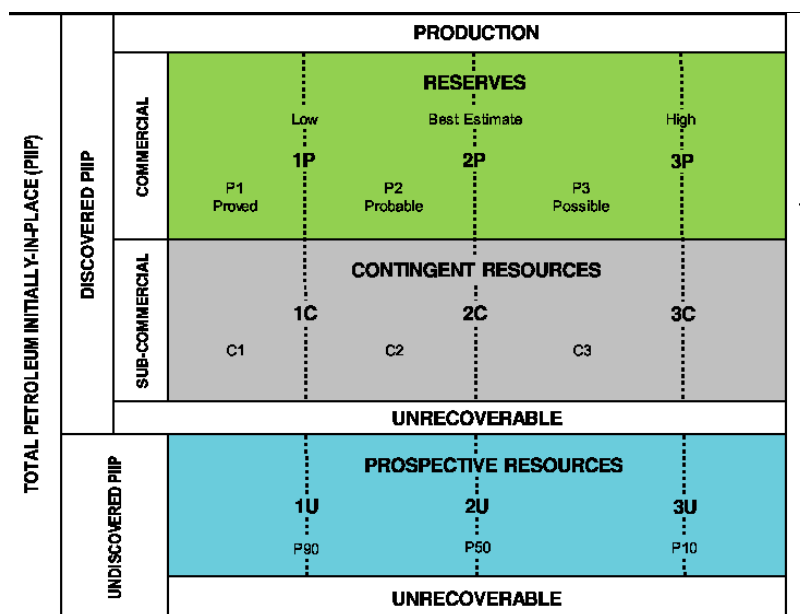 TOTAL PETROLEUM INITIALLY-IN-PLACE (PIIP)
DISCOVERED PIIP
PRODUCTION
COMMERCIAL
RESERVES
Low Best Estimate High
1P 2P 3P
P1 P2 P3
Proved Probable Possible
SUB-COMMERCIAL
CONTINGENT RESOURCES
1C 2C 3C
C1 C2 C3
UNRECOVERABLE
UNDISCOVERED PIIP
PROSPECTIVE RESOURCES
1U 2U 3U
P90 P50 P10
UNRECOVERABLE